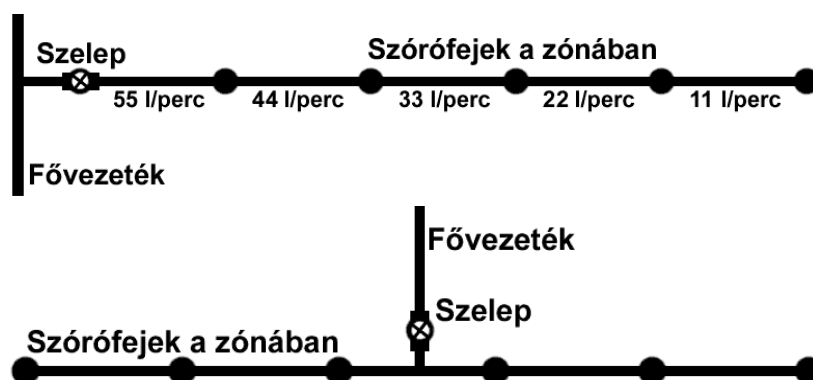 Szelep
Szórófejek a zónában
55 l/perc 44 l/perc 33 l/perc 22 l/perc 11 l/perc
Fővezeték
Fővezeték
Szelep
Szórófejek a zónában